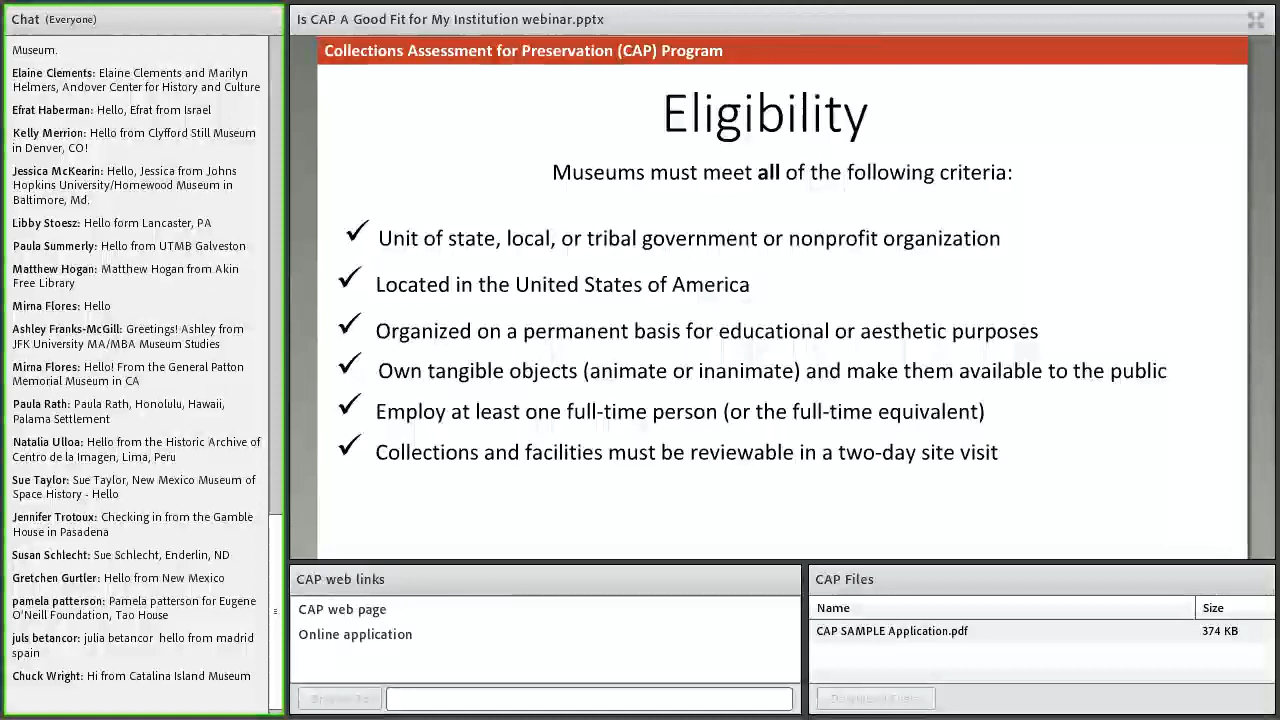 Chat (Everyone)
Museum.
Elaine Clements: Elaine Clements and Marilyn
Helmers, Andover Center for History and Culture
Efrat Haberman: Hello, Efrat from Israel
Kelly Merrion: Hello from Clyfford Still Museum
in Denver, CO!
Jessica McKearin: Hello, Jessica from Johns
Hopkins University/Homewood Museum in
Baltimore, Md.
Libby Stoesz: Hello form Lancaster, PA
Paula Summerly: Hello from UTMB Galveston
Matthew Hogan: Matthew Hogan from Akin
Free Library
Mirna Flores: Hello
Ashley Franks-McGill: Greetings! Ashley from
JFK University MA/MBA Museum Studies
Mirna Flores: Hello! From the General Patton
Memorial Museum in CA
Paula Rath: Paula Rath, Honolulu, Hawaii,
Palama Settlement
Natalia Ulloa: Hello from the Historic Archive of
Centro de la Imagen, Lima, Peru
Sue Taylor: Sue Taylor, New Mexico Museum of
Space History - Hello
Jennifer Trotoux: Checking in from the Gamble
House in Pasadena
Susan Schlecht: Sue Schlecht, Enderlin, ND
Gretchen Gurtler: Hello from New Mexico
pamela patterson: Pamela patterson for Eugene
O'Neill Foundation, Tao House
juls betancor: julia betancor hello from madrid
spain
Chuck Wright: Hi from Catalina Island Museum
Is CAP A Good Fit for My Institution webinar.pptx
Collections Assessment for Preservation (CAP) Program
Eligibility
Museums must meet all of the following criteria:
✓ Unit of state, local, or tribal government or nonprofit organization
✓ Located in the United States of America
✓ Organized on a permanent basis for educational or aesthetic purposes
✓ Own tangible objects (animate or inanimate) and make them available to the public
✓ Employ at least one full-time person (or the full-time equivalent)
✓ Collections and facilities must be reviewable in a two-day site visit
CAP web links
CAP web page
Online application
Browse To
CAP Files
Name Size
CAP SAMPLE Application.pdf 374 KB